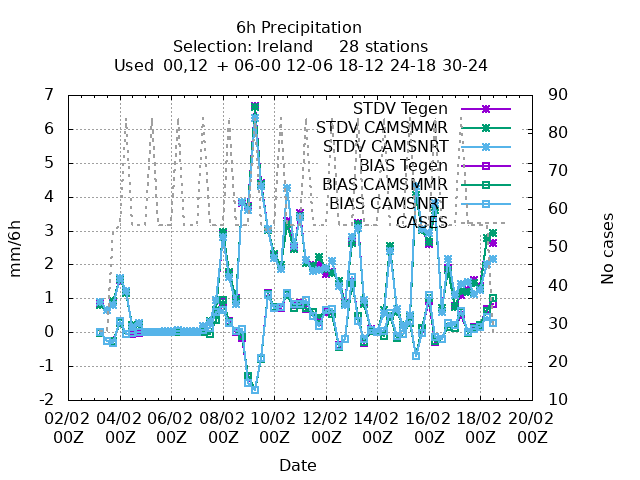 6h Precipitation
Selection: Ireland     28 stations
Used  00,12  + 06-00 12-06 18-12 24-18 30-24
7
6
5
4
3
2
1
0
-1
-2
mm/6h
90
80
70
60
50
40
30
20
10
No cases
STDV Tegen
STDV CAMSMMR
STDV CAMSNRT
BIAS Tegen
BIAS CAMSMMR
BIAS CAMSNRT
CASES
02/02 04/02 06/02 08/02 10/02 12/02 14/02 16/02 18/02 20/02
00Z 00Z 00Z 00Z 00Z 00Z 00Z 00Z 00Z 00Z
Date